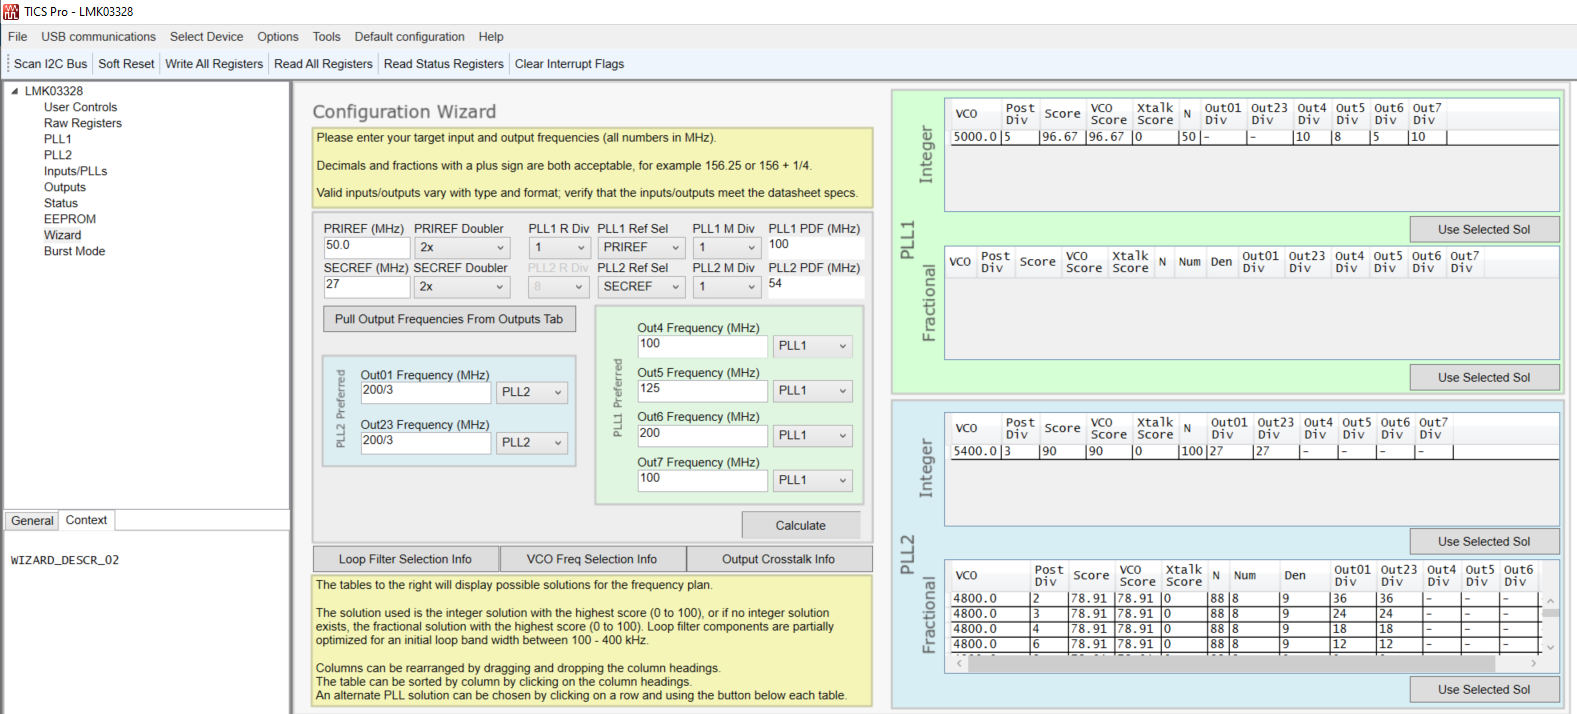 TICS Pro - LMK03328
File USB communications Select Device Options Tools Default configuration Help
Scan I2C Bus Soft Reset Write All Registers Read All Registers Read Status Registers Clear Interrupt Flags
LMK03328
User Controls
Raw Registers
PLL1
PLL2
Inputs/PLLs
Outputs
Status
EEPROM
Wizard
Burst Mode
General Context
WIZARD_DESCR_02
Configuration Wizard
Please enter your target input and output frequencies (all numbers in MHz).
Decimals and fractions with a plus sign are both acceptable, for example 156.25 or 156 + 1/4.
Valid inputs/outputs vary with type and format; verify that the inputs/outputs meet the datasheet specs.
PRIREF (MHz) PRIREF Doubler PLL1 R Div PLL1 Ref Sel PLL1 M Div PLL1 PDF (MHz)
50.0 2x 1 PRIREF 1 100
SECREF (MHz) SECREF Doubler PLL2 R Div PLL2 Ref Sel PLL2 M Div PLL2 PDF (MHz)
27 2x 8 SECREF 1 54
Pull Output Frequencies From Outputs Tab
PLL2 Preferred
Out01 Frequency (MHz)
200/3 PLL2
Out23 Frequency (MHz)
200/3 PLL2
PLL1 Preferred
Out4 Frequency (MHz)
100 PLL1
Out5 Frequency (MHz)
125 PLL1
Out6 Frequency (MHz)
200 PLL1
Out7 Frequency (MHz)
100 PLL1
Calculate
Loop Filter Selection Info VCO Freq Selection Info Output Crosstalk Info
The tables to the right will display possible solutions for the frequency plan.
The solution used is the integer solution with the highest score (0 to 100), or if no integer solution
exists, the fractional solution with the highest score (0 to 100). Loop filter components are partially
optimized for an initial loop band width between 100 - 400 kHz.
Columns can be rearranged by dragging and dropping the column headings.
The table can be sorted by column by clicking on the column headings.
An alternate PLL solution can be chosen by clicking on a row and using the button below each table.
PLL1
Integer
VCO Post Div Score VCO Score Xtalk Score N Out01 Div Out23 Div Out4 Div Out5 Div Out6 Div Out7 Div
5000.0 5 96.67 96.67 0 50 - - 10 8 5 10
Use Selected Sol
Fractional
VCO Post Div Score VCO Score Xtalk Score N Num Den Out01 Div Out23 Div Out4 Div Out5 Div Out6 Div Out7 Div
Use Selected Sol
PLL2
Integer
VCO Post Div Score VCO Score Xtalk Score N Out01 Div Out23 Div Out4 Div Out5 Div Out6 Div Out7 Div
5400.0 3 90 90 0 100 27 27 - - - -
Use Selected Sol
Fractional
VCO Post Div Score VCO Score Xtalk Score N Num Den Out01 Div Out23 Div Out4 Div Out5 Div Out6 Div
4800.0 2 78.91 78.91 0 88 8 9 36 36 - - -
4800.0 3 78.91 78.91 0 88 8 9 24 24 - - -
4800.0 4 78.91 78.91 0 88 8 9 18 18 - - -
4800.0 6 78.91 78.91 0 88 8 9 12 12 - - -
Use Selected Sol